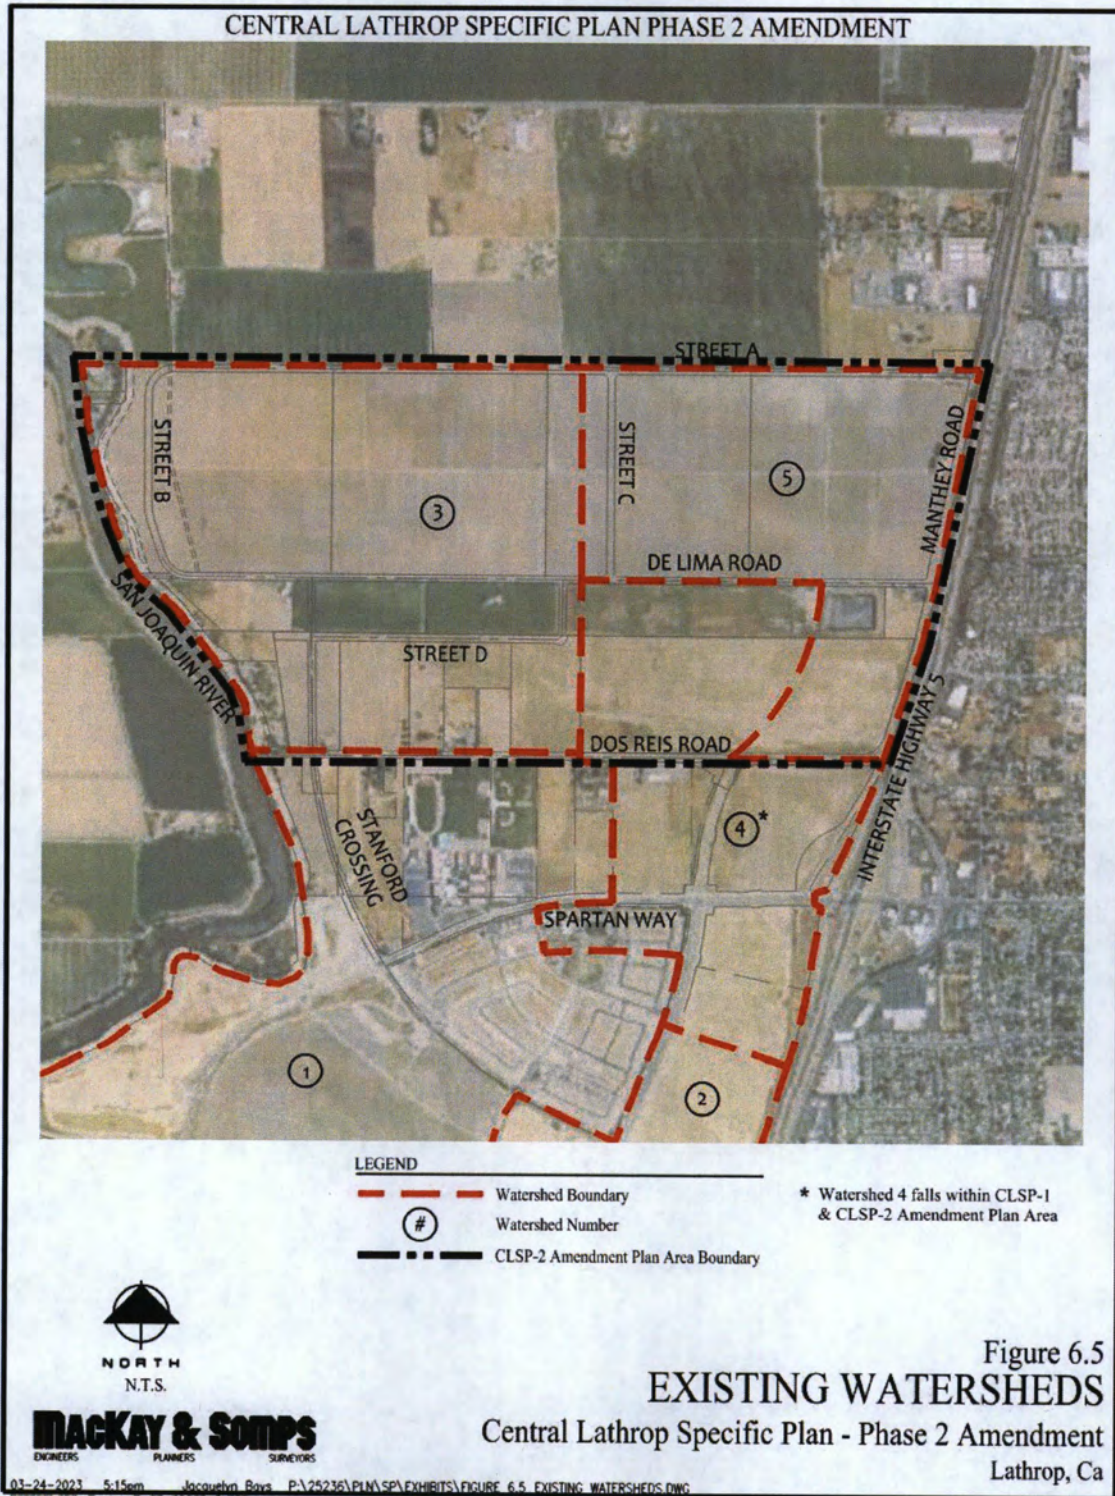 CENTRAL LATHROP SPECIFIC PLAN PHASE 2 AMENDMENT
STREET A
STREET B
STREET C
MANTHEY ROAD
3
5
DE LIMA ROAD
SAN JOAQUIN RIVER
STREET D
DOS REIS ROAD
INTERSTATE HIGHWAY 5
4*
STANFORD
CROSSING
SPARTAN WAY
1
2
LEGEND
Watershed Boundary
# Watershed Number
CLSP-2 Amendment Plan Area Boundary
* Watershed 4 falls within CLSP-1
& CLSP-2 Amendment Plan Area
NORTH
N.T.S.
Figure 6.5
EXISTING WATERSHEDS
Central Lathrop Specific Plan - Phase 2 Amendment
Lathrop, Ca
MACKAY & SOMPS
ENGINEERS PLANNERS SURVEYORS
03-24-2023 5:15pm Jacquelyn Bays P:\25236\PLN\SP\EXHIBITS\FIGURE 6.5 EXISTING WATERSHEDS.DWG